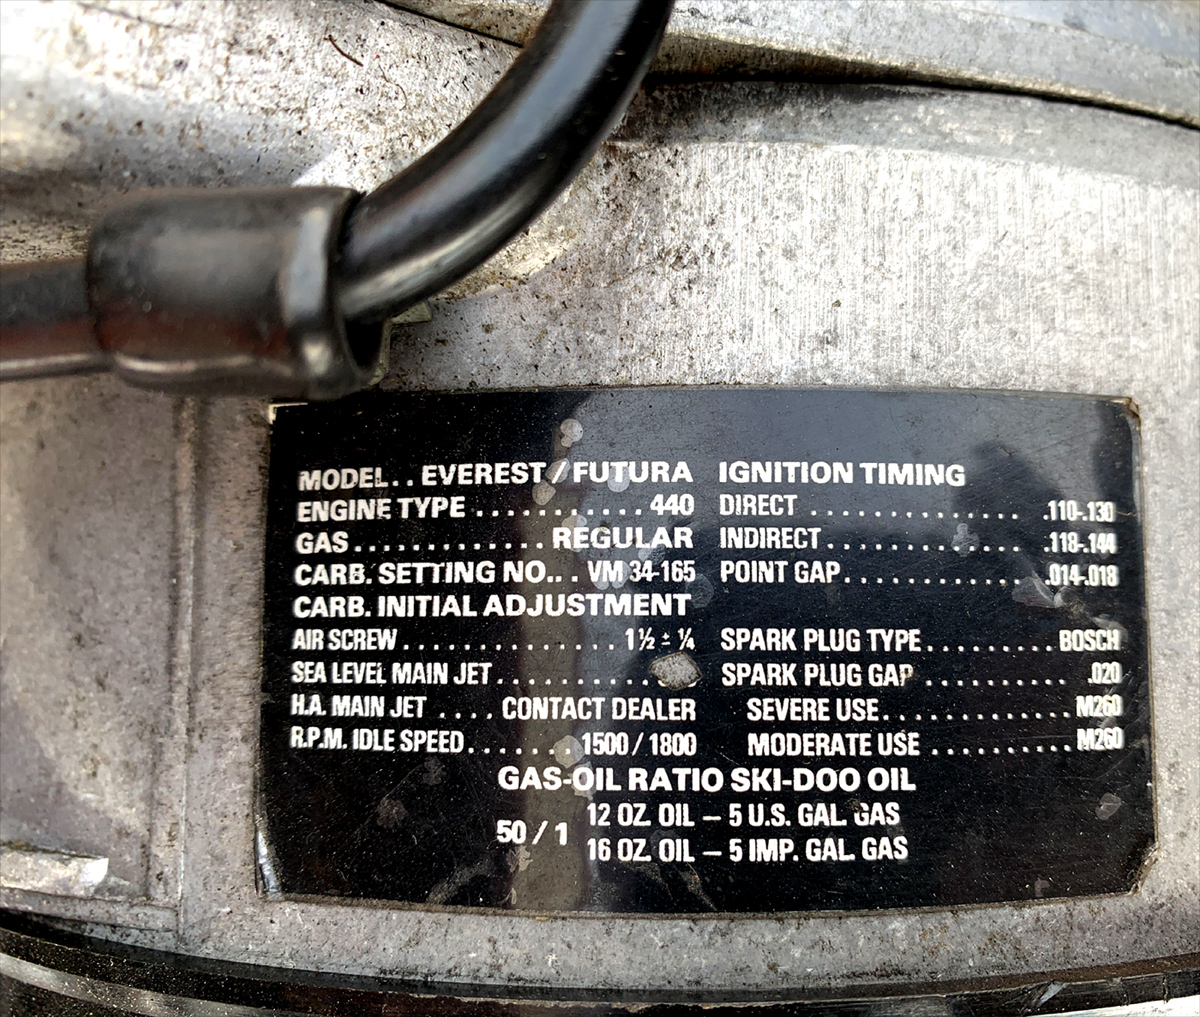 MODEL.. EVEREST / FUTURA
ENGINE TYPE ........... 440
GAS............. REGULAR
CARB. SETTING NO... . VM 34-165
CARB. INITIAL ADJUSTMENT
AIR SCREW ................ 1 ½ ± ¼
SEA LEVEL MAIN JET............
H.A. MAIN JET .... CONTACT DEALER
R.P.M. IDLE SPEED....... 1500 / 1800
IGNITION TIMING
DIRECT ................ .110-.130
INDIRECT............... .118-.144
POINT GAP.............. .014-.018
SPARK PLUG TYPE.......... BOSCH
SPARK PLUG GAP .......... .020
SEVERE USE.............. M260
MODERATE USE .......... M260
GAS-OIL RATIO SKI-DOO OIL
50 / 1
12 OZ. OIL – 5 U.S. GAL. GAS
16 OZ. OIL – 5 IMP. GAL. GAS